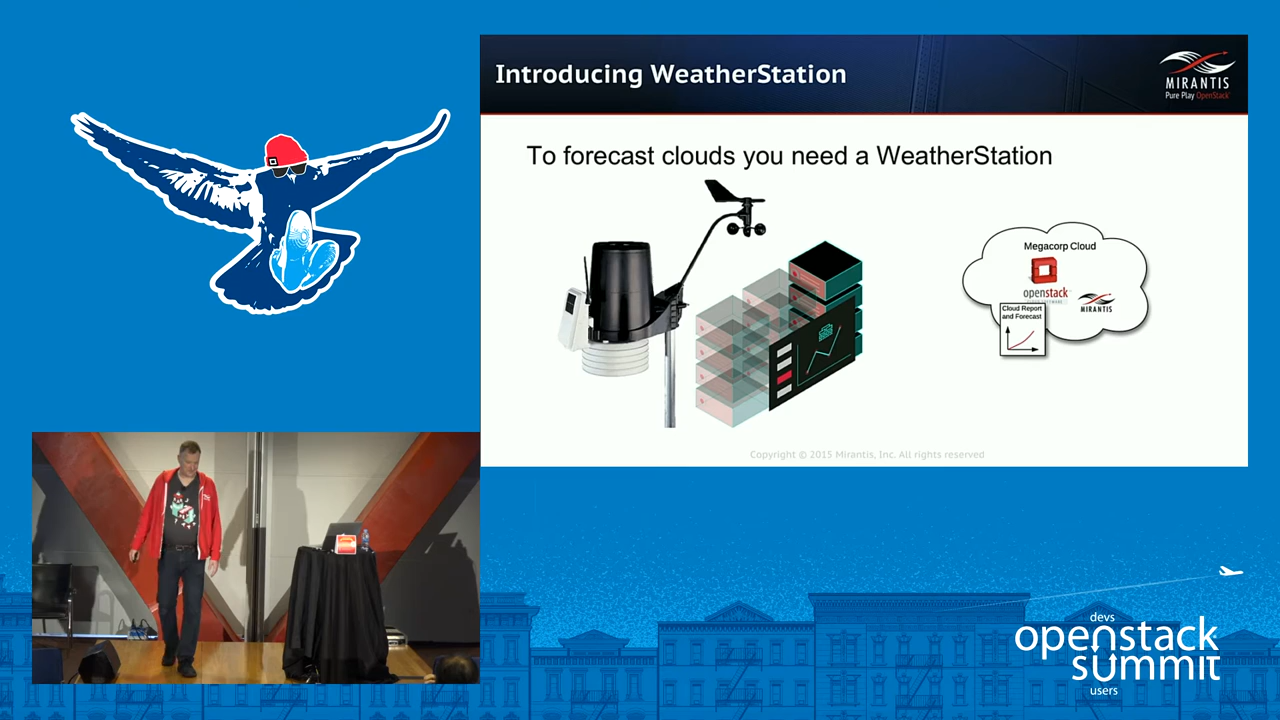 Introducing WeatherStation
MIRANTIS
Pure Play OpenStack
To forecast clouds you need a WeatherStation
Megacorp Cloud
openstack
MIRANTIS
Cloud Report
and Forecast
Copyright © 2015 Mirantis, Inc. All rights reserved
devs
openstack
summit
users